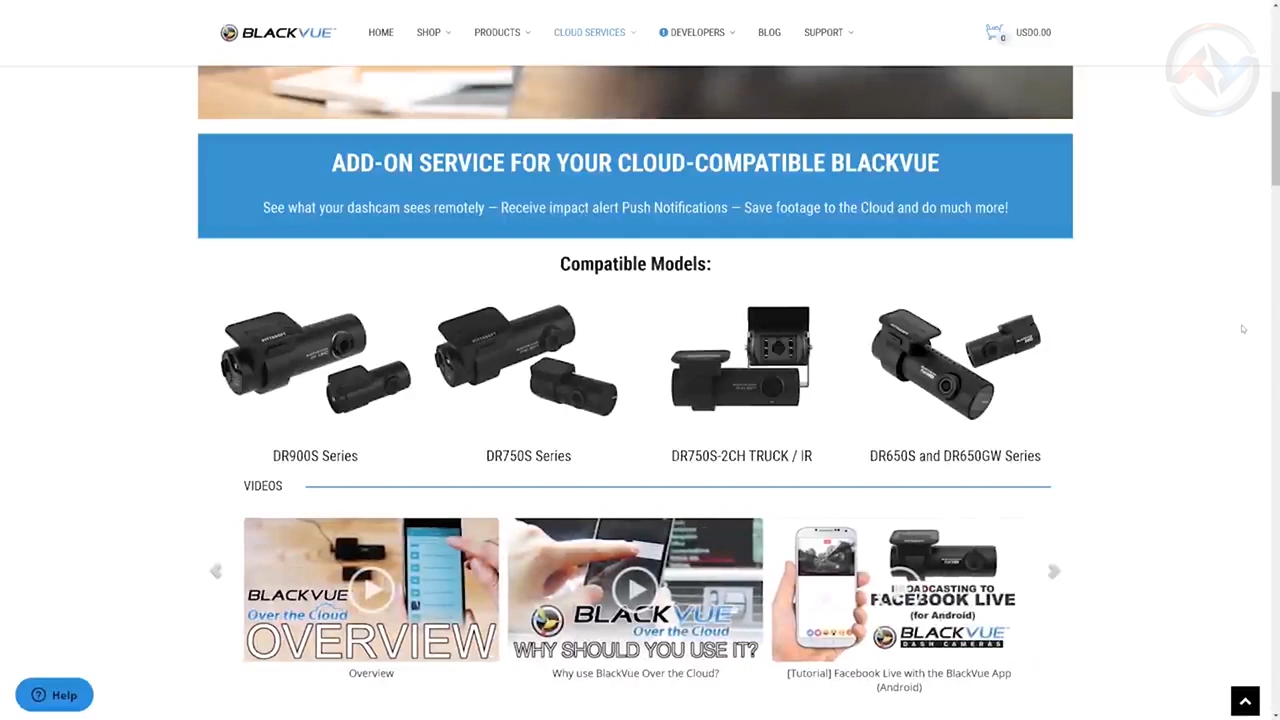 BLACKVUE
HOME
SHOP
PRODUCTS
CLOUD SERVICES
DEVELOPERS
BLOG
SUPPORT
0
USD0.00
ADD-ON SERVICE FOR YOUR CLOUD-COMPATIBLE BLACKVUE
See what your dashcam sees remotely — Receive impact alert Push Notifications — Save footage to the Cloud and do much more!
Compatible Models:
DR900S Series
DR750S Series
DR750S-2CH TRUCK / IR
DR650S and DR650GW Series
VIDEOS
BLACKVUE
Over the Cloud
OVERVIEW
BLACKVUE
Over the Cloud
WHY SHOULD YOU USE IT?
BROADCASTING TO
FACEBOOK LIVE
(for Android)
BLACKVUE
DASH CAMERAS
Overview
Why use BlackVue Over the Cloud?
[Tutorial] Facebook Live with the BlackVue App
(Android)
Help